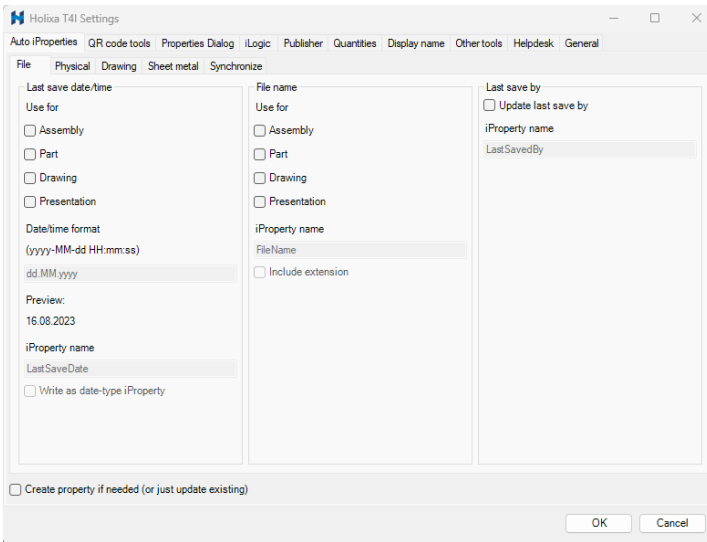 Holixa T4I Settings
Auto iProperties QR code tools Properties Dialog iLogic Publisher Quantities Display name Other tools Helpdesk General
File Physical Drawing Sheet metal Synchronize
Last save date/time
Use for
Assembly
Part
Drawing
Presentation
Date/time format
(yyyy-MM-dd HH:mm:ss)
dd.MM.yyyy
Preview:
16.08.2023
iProperty name
LastSaveDate
Write as date-type iProperty
File name
Use for
Assembly
Part
Drawing
Presentation
iProperty name
FileName
Include extension
Last save by
Update last save by
iProperty name
LastSavedBy
Create property if needed (or just update existing)
OK Cancel